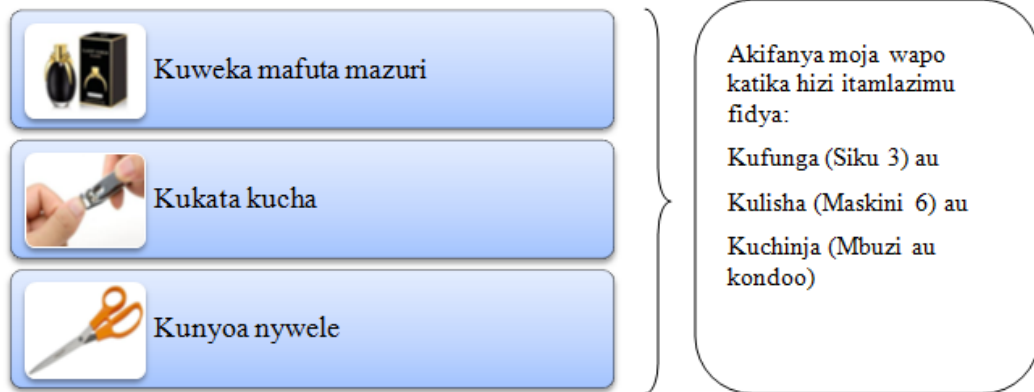 Kuweka mafuta mazuri
Kukata kucha
Kunyoa nywele
Akifanya moja wapo
katika hizi itamlazimu
fidya:
Kufunga (Siku 3) au
Kulisha (Maskini 6) au
Kuchinja (Mbuzi au
kondoo)